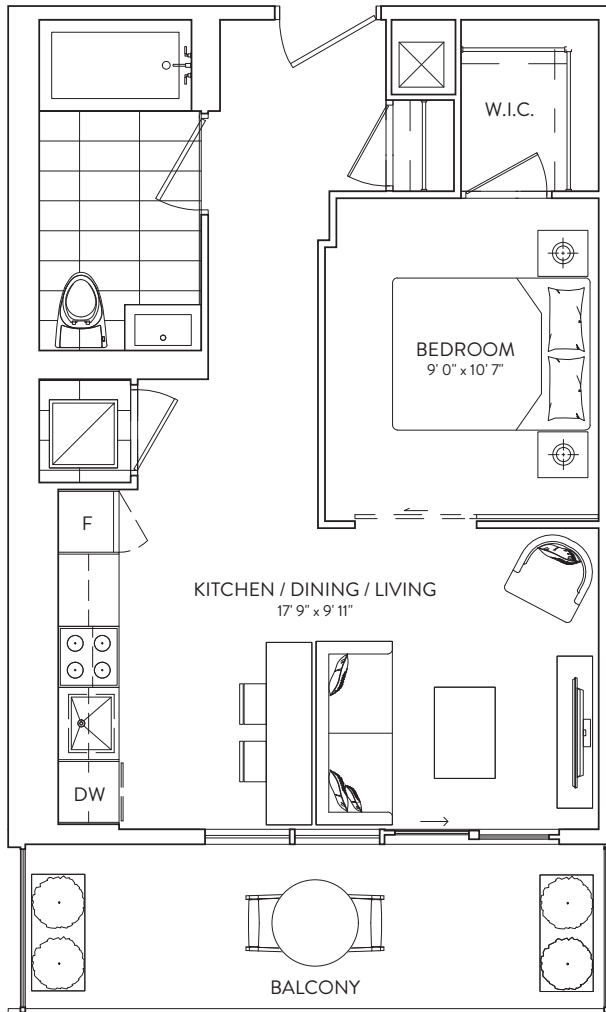 W.I.C.
BEDROOM
9' 0" x 10' 7"
F
KITCHEN / DINING / LIVING
17' 9" x 9' 11"
DW
BALCONY